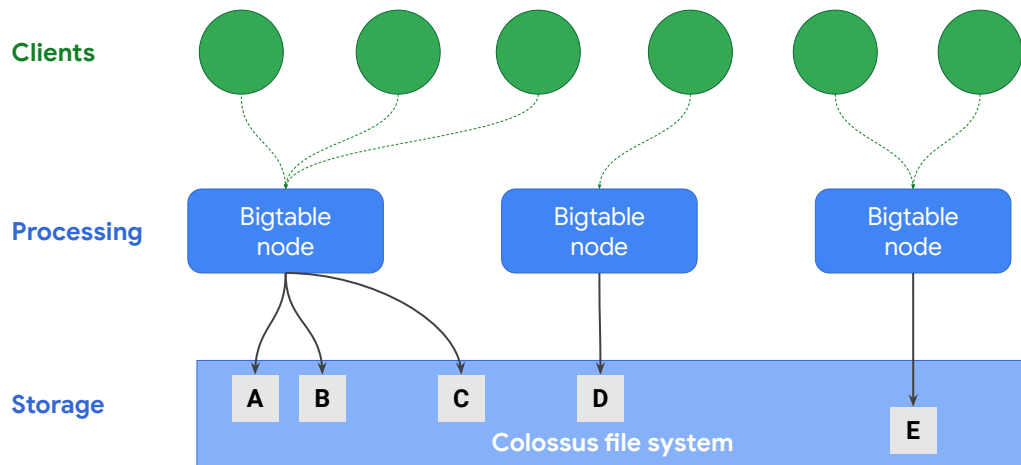 Clients
Processing
Bigtable
node
Bigtable
node
Bigtable
node
Storage
A
B
C
D
E
Colossus file system